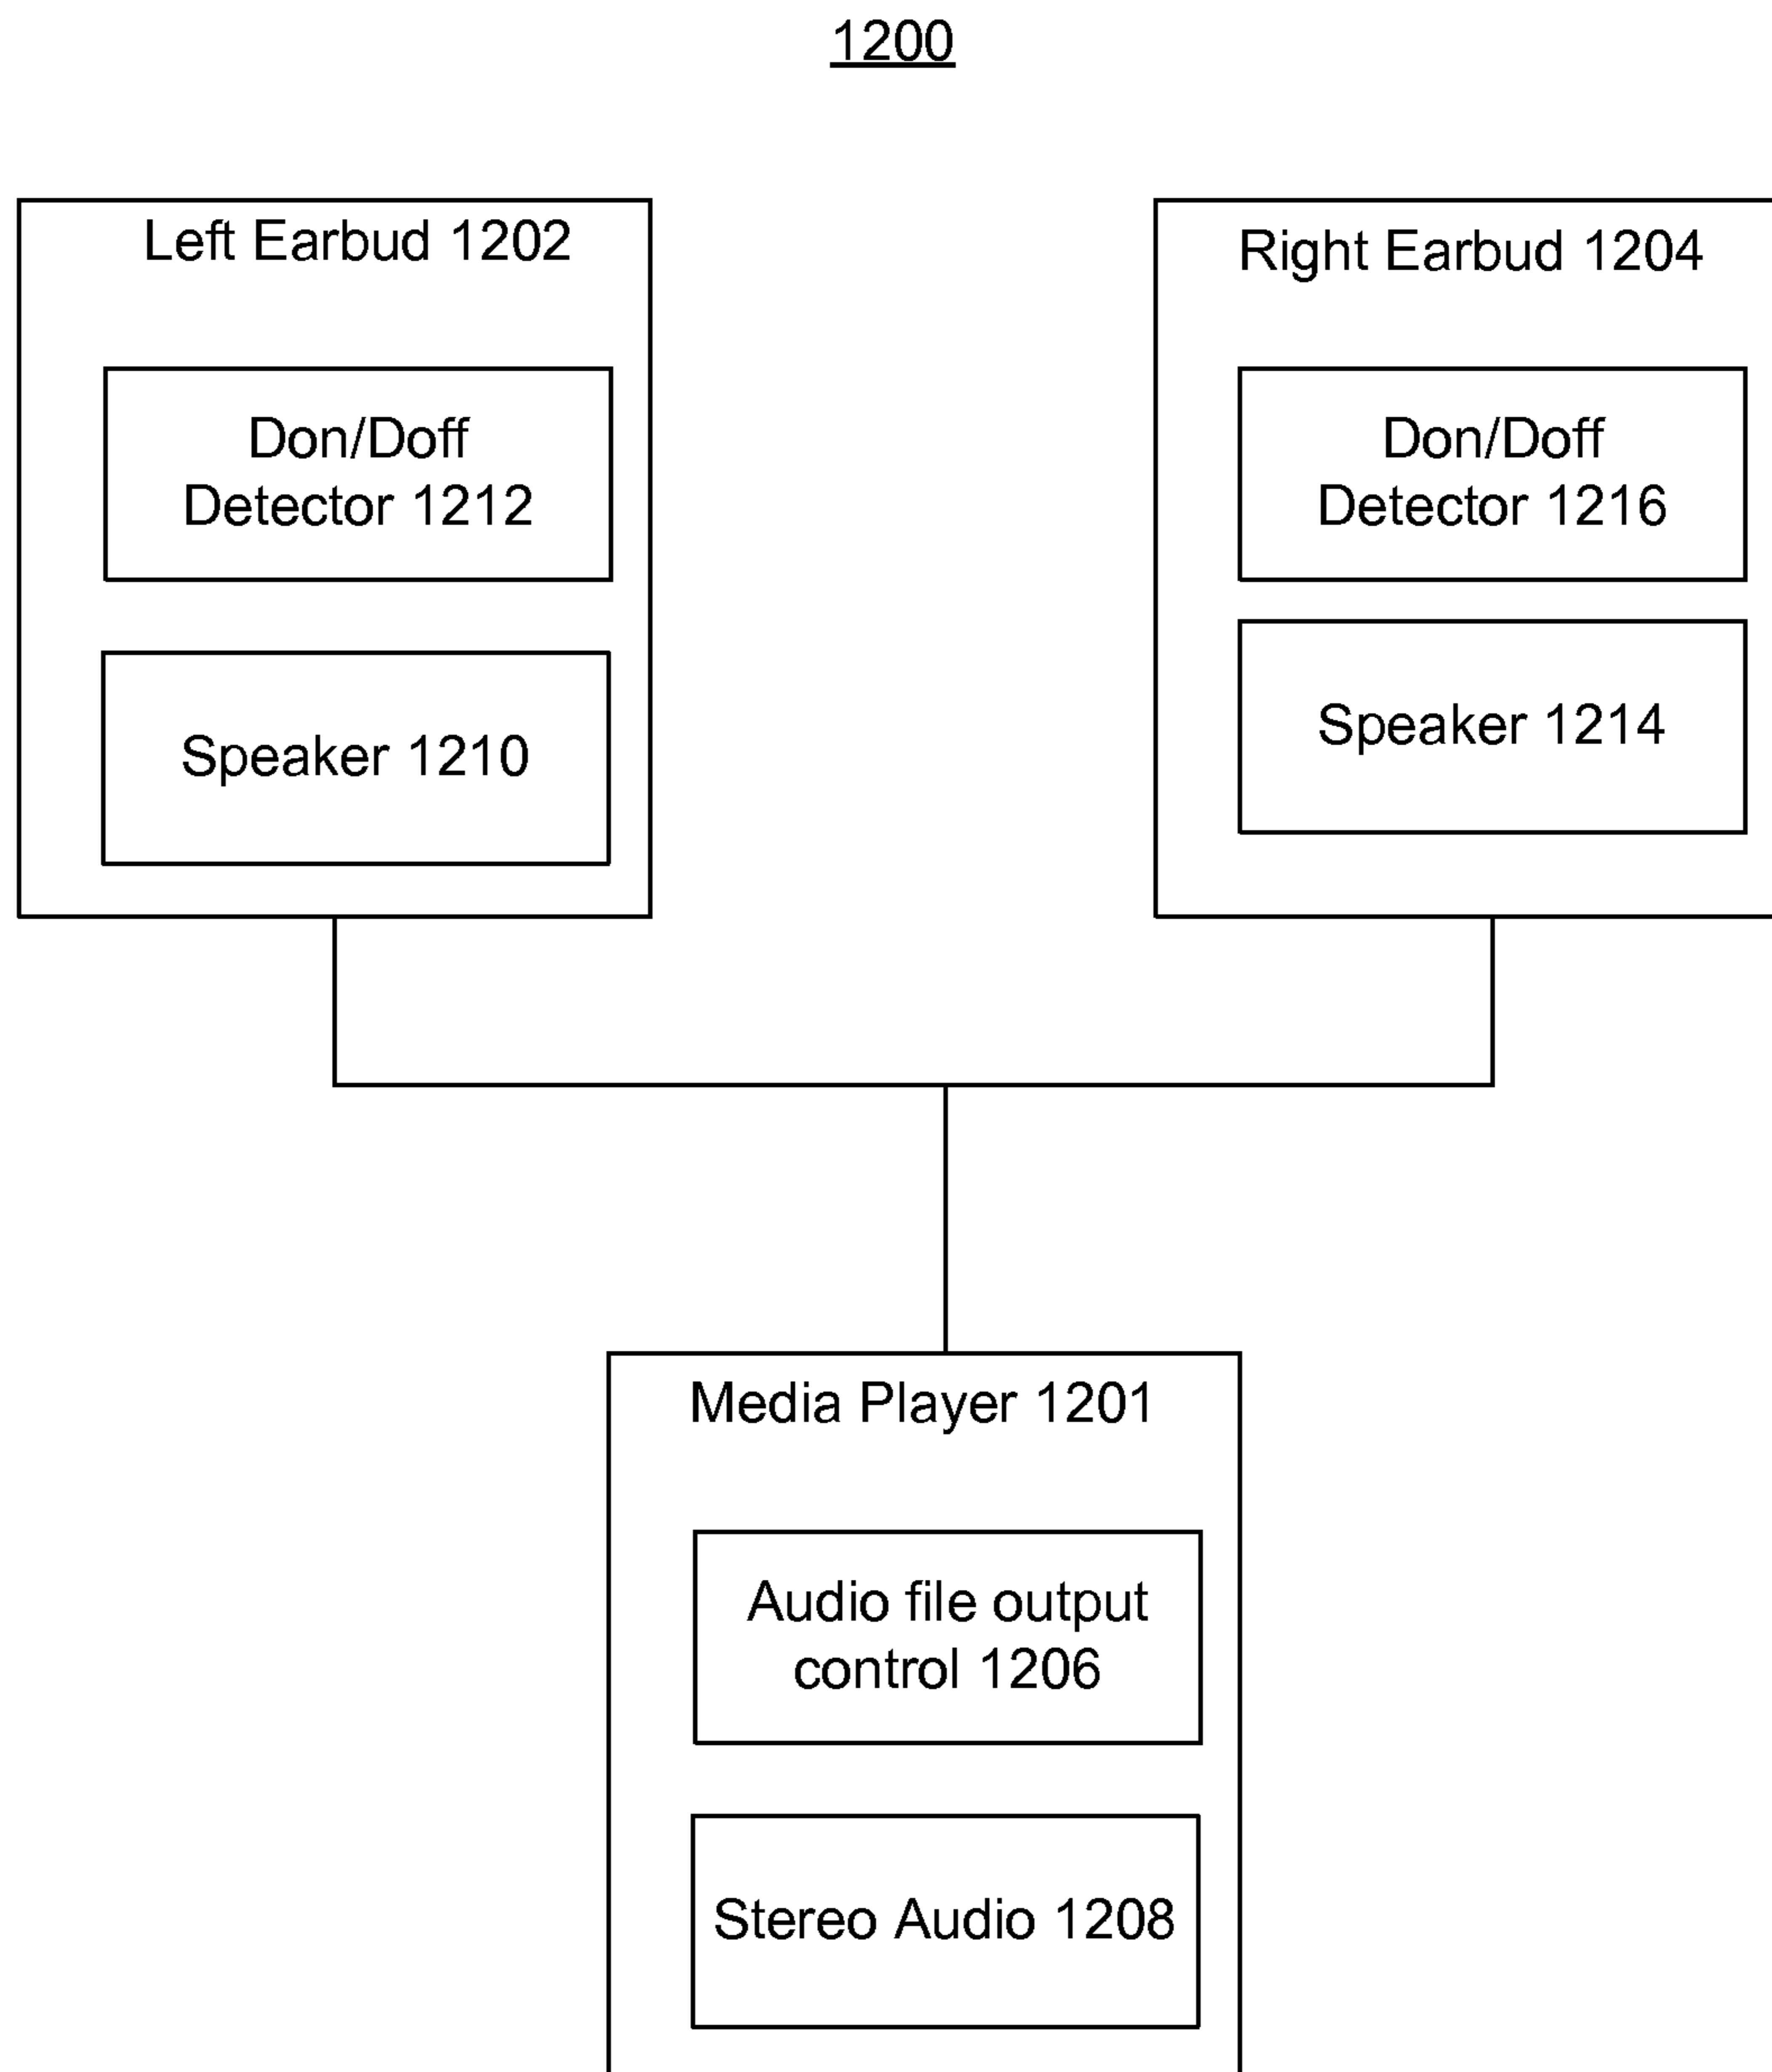 1200
Left Earbud 1202
Don/Doff
Detector 1212
Speaker 1210
Right Earbud 1204
Don/Doff
Detector 1216
Speaker 1214
Media Player 1201
Audio file output
control 1206
Stereo Audio 1208